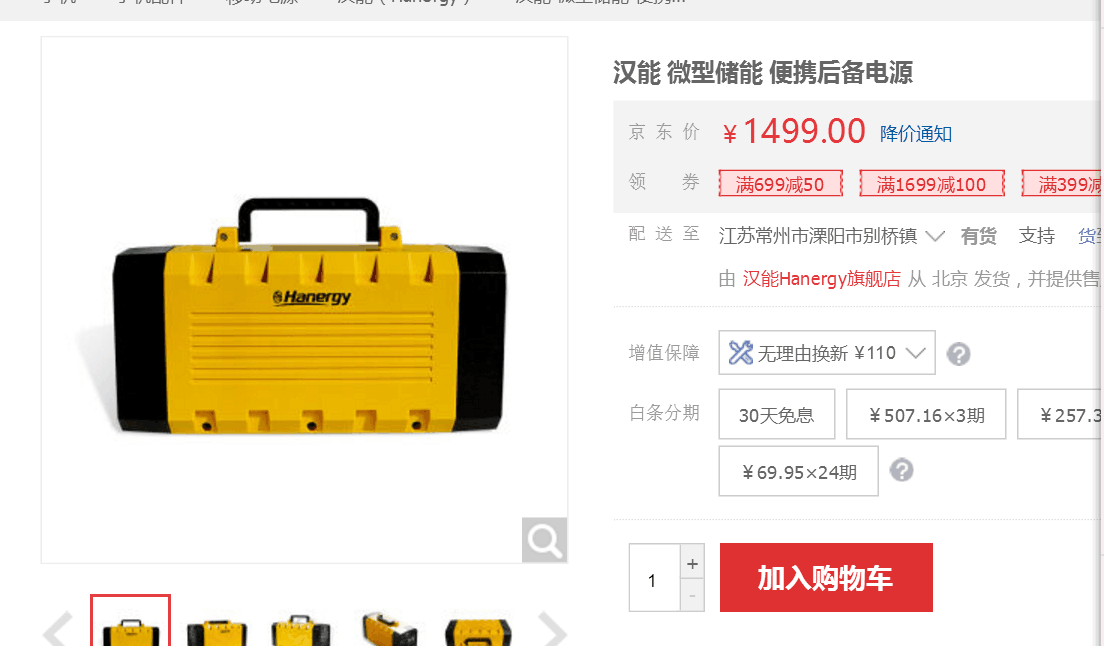 手机 手机配件 移动电源 汉能（Hanergy） 汉能 微型储能 便携...
Hanergy
汉能 微型储能 便携后备电源
京东价 ￥1499.00 降价通知
领券 满699减50 满1699减100 满399减
配送至 江苏常州市溧阳市别桥镇 有货 支持 货到
由 汉能Hanergy旗舰店 从 北京 发货，并提供售
增值保障 无理由换新 ¥110 ?
白条分期 30天免息 ￥507.16×3期 ￥257.3
￥69.95×24期 ?
1 + -
加入购物车